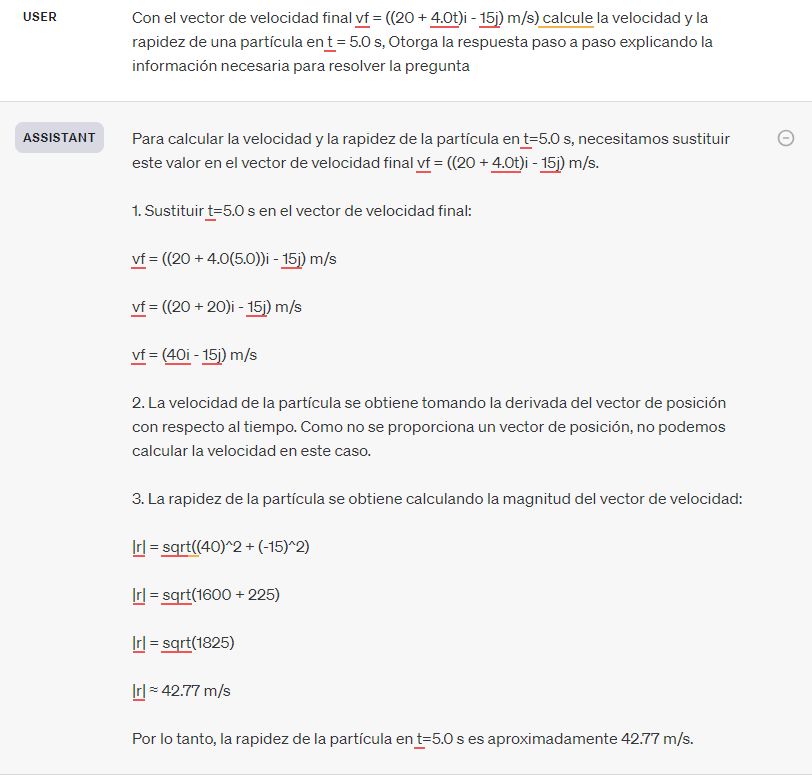 USER
Con el vector de velocidad final vf = ((20 + 4.0t)i - 15j) m/s) calcule la velocidad y la
rapidez de una partícula en t = 5.0 s, Otorga la respuesta paso a paso explicando la
información necesaria para resolver la pregunta
ASSISTANT
Para calcular la velocidad y la rapidez de la partícula en t=5.0 s, necesitamos sustituir
este valor en el vector de velocidad final vf = ((20 + 4.0t)i - 15j) m/s.
1. Sustituir t=5.0 s en el vector de velocidad final:
vf = ((20 + 4.0(5.0))i - 15j) m/s
vf = ((20 + 20)i - 15j) m/s
vf = (40i - 15j) m/s
2. La velocidad de la partícula se obtiene tomando la derivada del vector de posición
con respecto al tiempo. Como no se proporciona un vector de posición, no podemos
calcular la velocidad en este caso.
3. La rapidez de la partícula se obtiene calculando la magnitud del vector de velocidad:
|r| = sqrt((40)^2 + (-15)^2)
|r| = sqrt(1600 + 225)
|r| = sqrt(1825)
|r| ≈ 42.77 m/s
Por lo tanto, la rapidez de la partícula en t=5.0 s es aproximadamente 42.77 m/s.